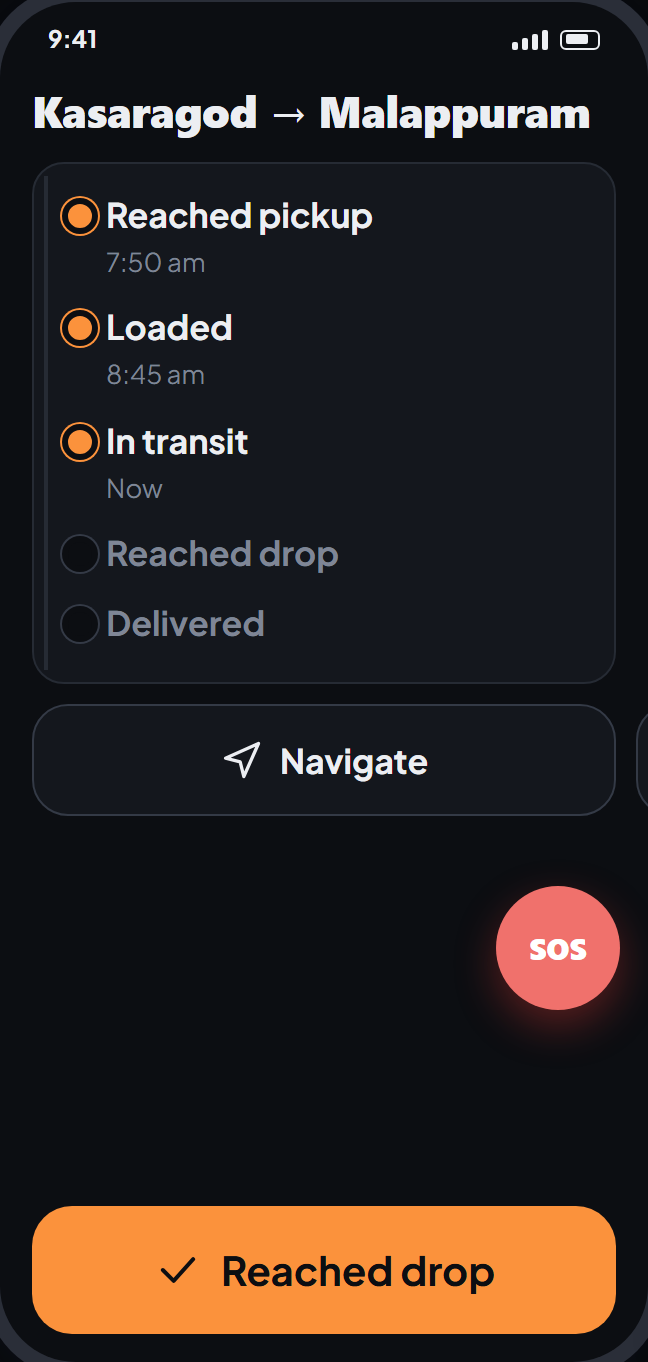 9:41
Kasaragod → Malappuram
Reached pickup
7:50 am
Loaded
8:45 am
In transit
Now
Reached drop
Delivered
Navigate
SOS
Reached drop